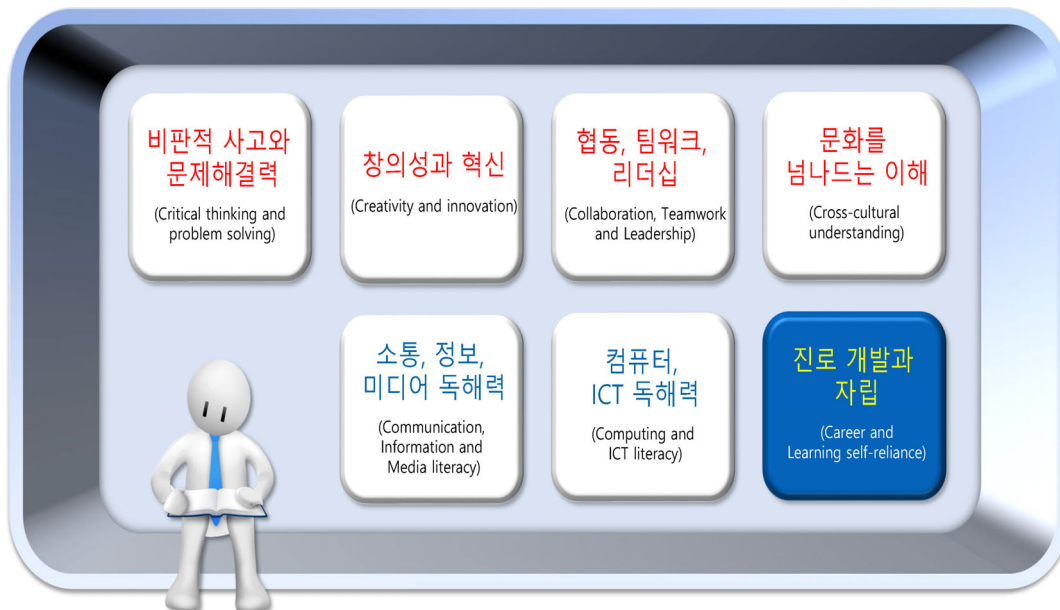 비판적 사고와
문제해결력
(Critical thinking and
problem solving)
창의성과 혁신
(Creativity and innovation)
협동, 팀워크,
리더십
(Collaboration, Teamwork
and Leadership)
문화를
넘나드는 이해
(Cross-cultural
understanding)
소통, 정보,
미디어 독해력
(Communication,
Information and
Media literacy)
컴퓨터,
ICT 독해력
(Computing and
ICT literacy)
진로 개발과
자립
(Career and
Learning self-reliance)